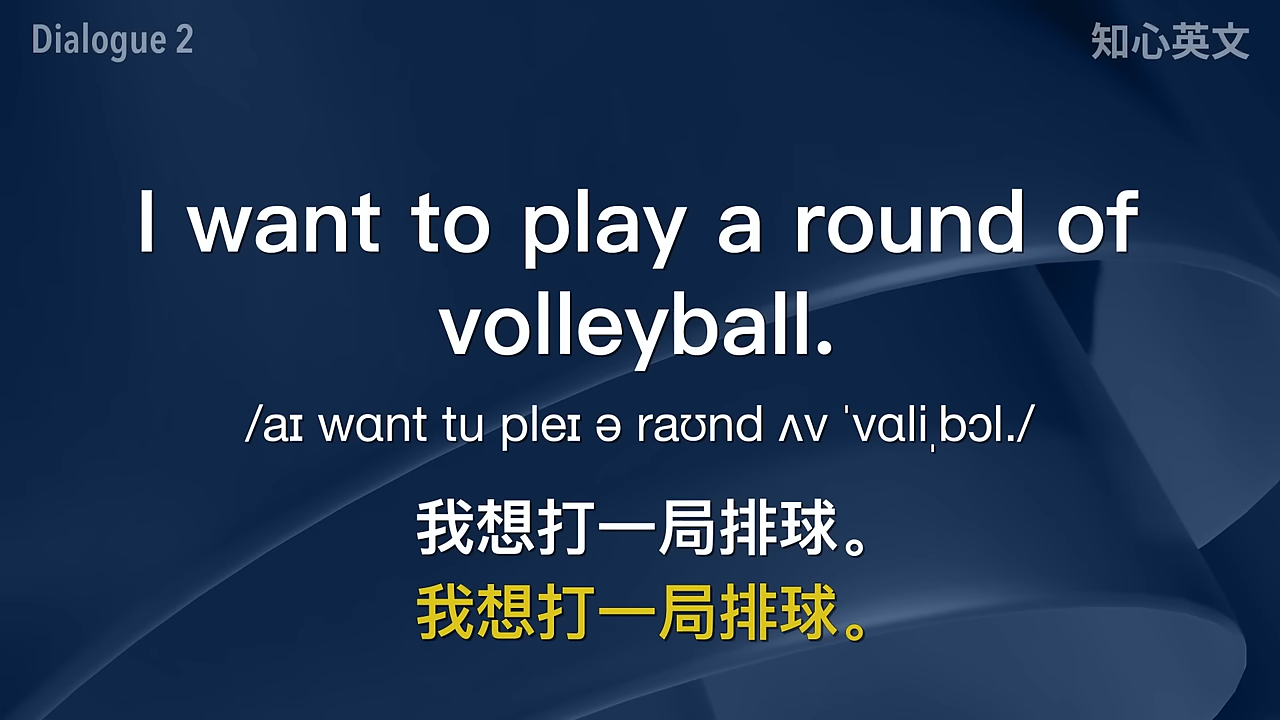 Dialogue 2
知心英文
I want to play a round of
volleyball.
/aɪ wɑnt tu pleɪ ə raʊnd ʌv ˈvɑliˌbɔl./
我想打一局排球。
我想打一局排球。